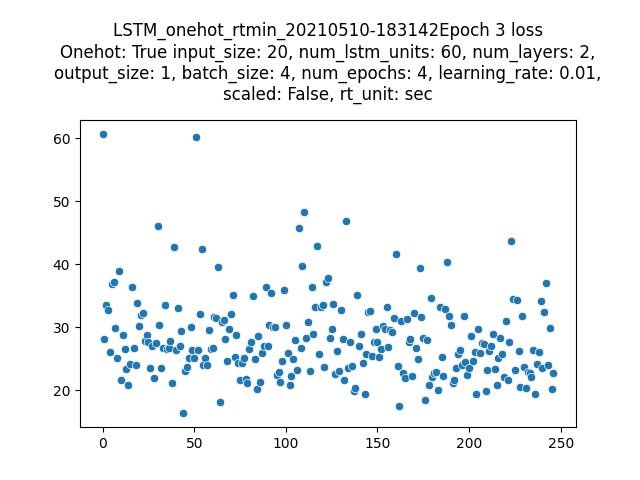 LSTM_onehot_rtmin_20210510-183142Epoch 3 loss
Onehot: True input_size: 20, num_lstm_units: 60, num_layers: 2,
output_size: 1, batch_size: 4, num_epochs: 4, learning_rate: 0.01,
scaled: False, rt_unit: sec
60
50
40
30
20
0 50 100 150 200 250